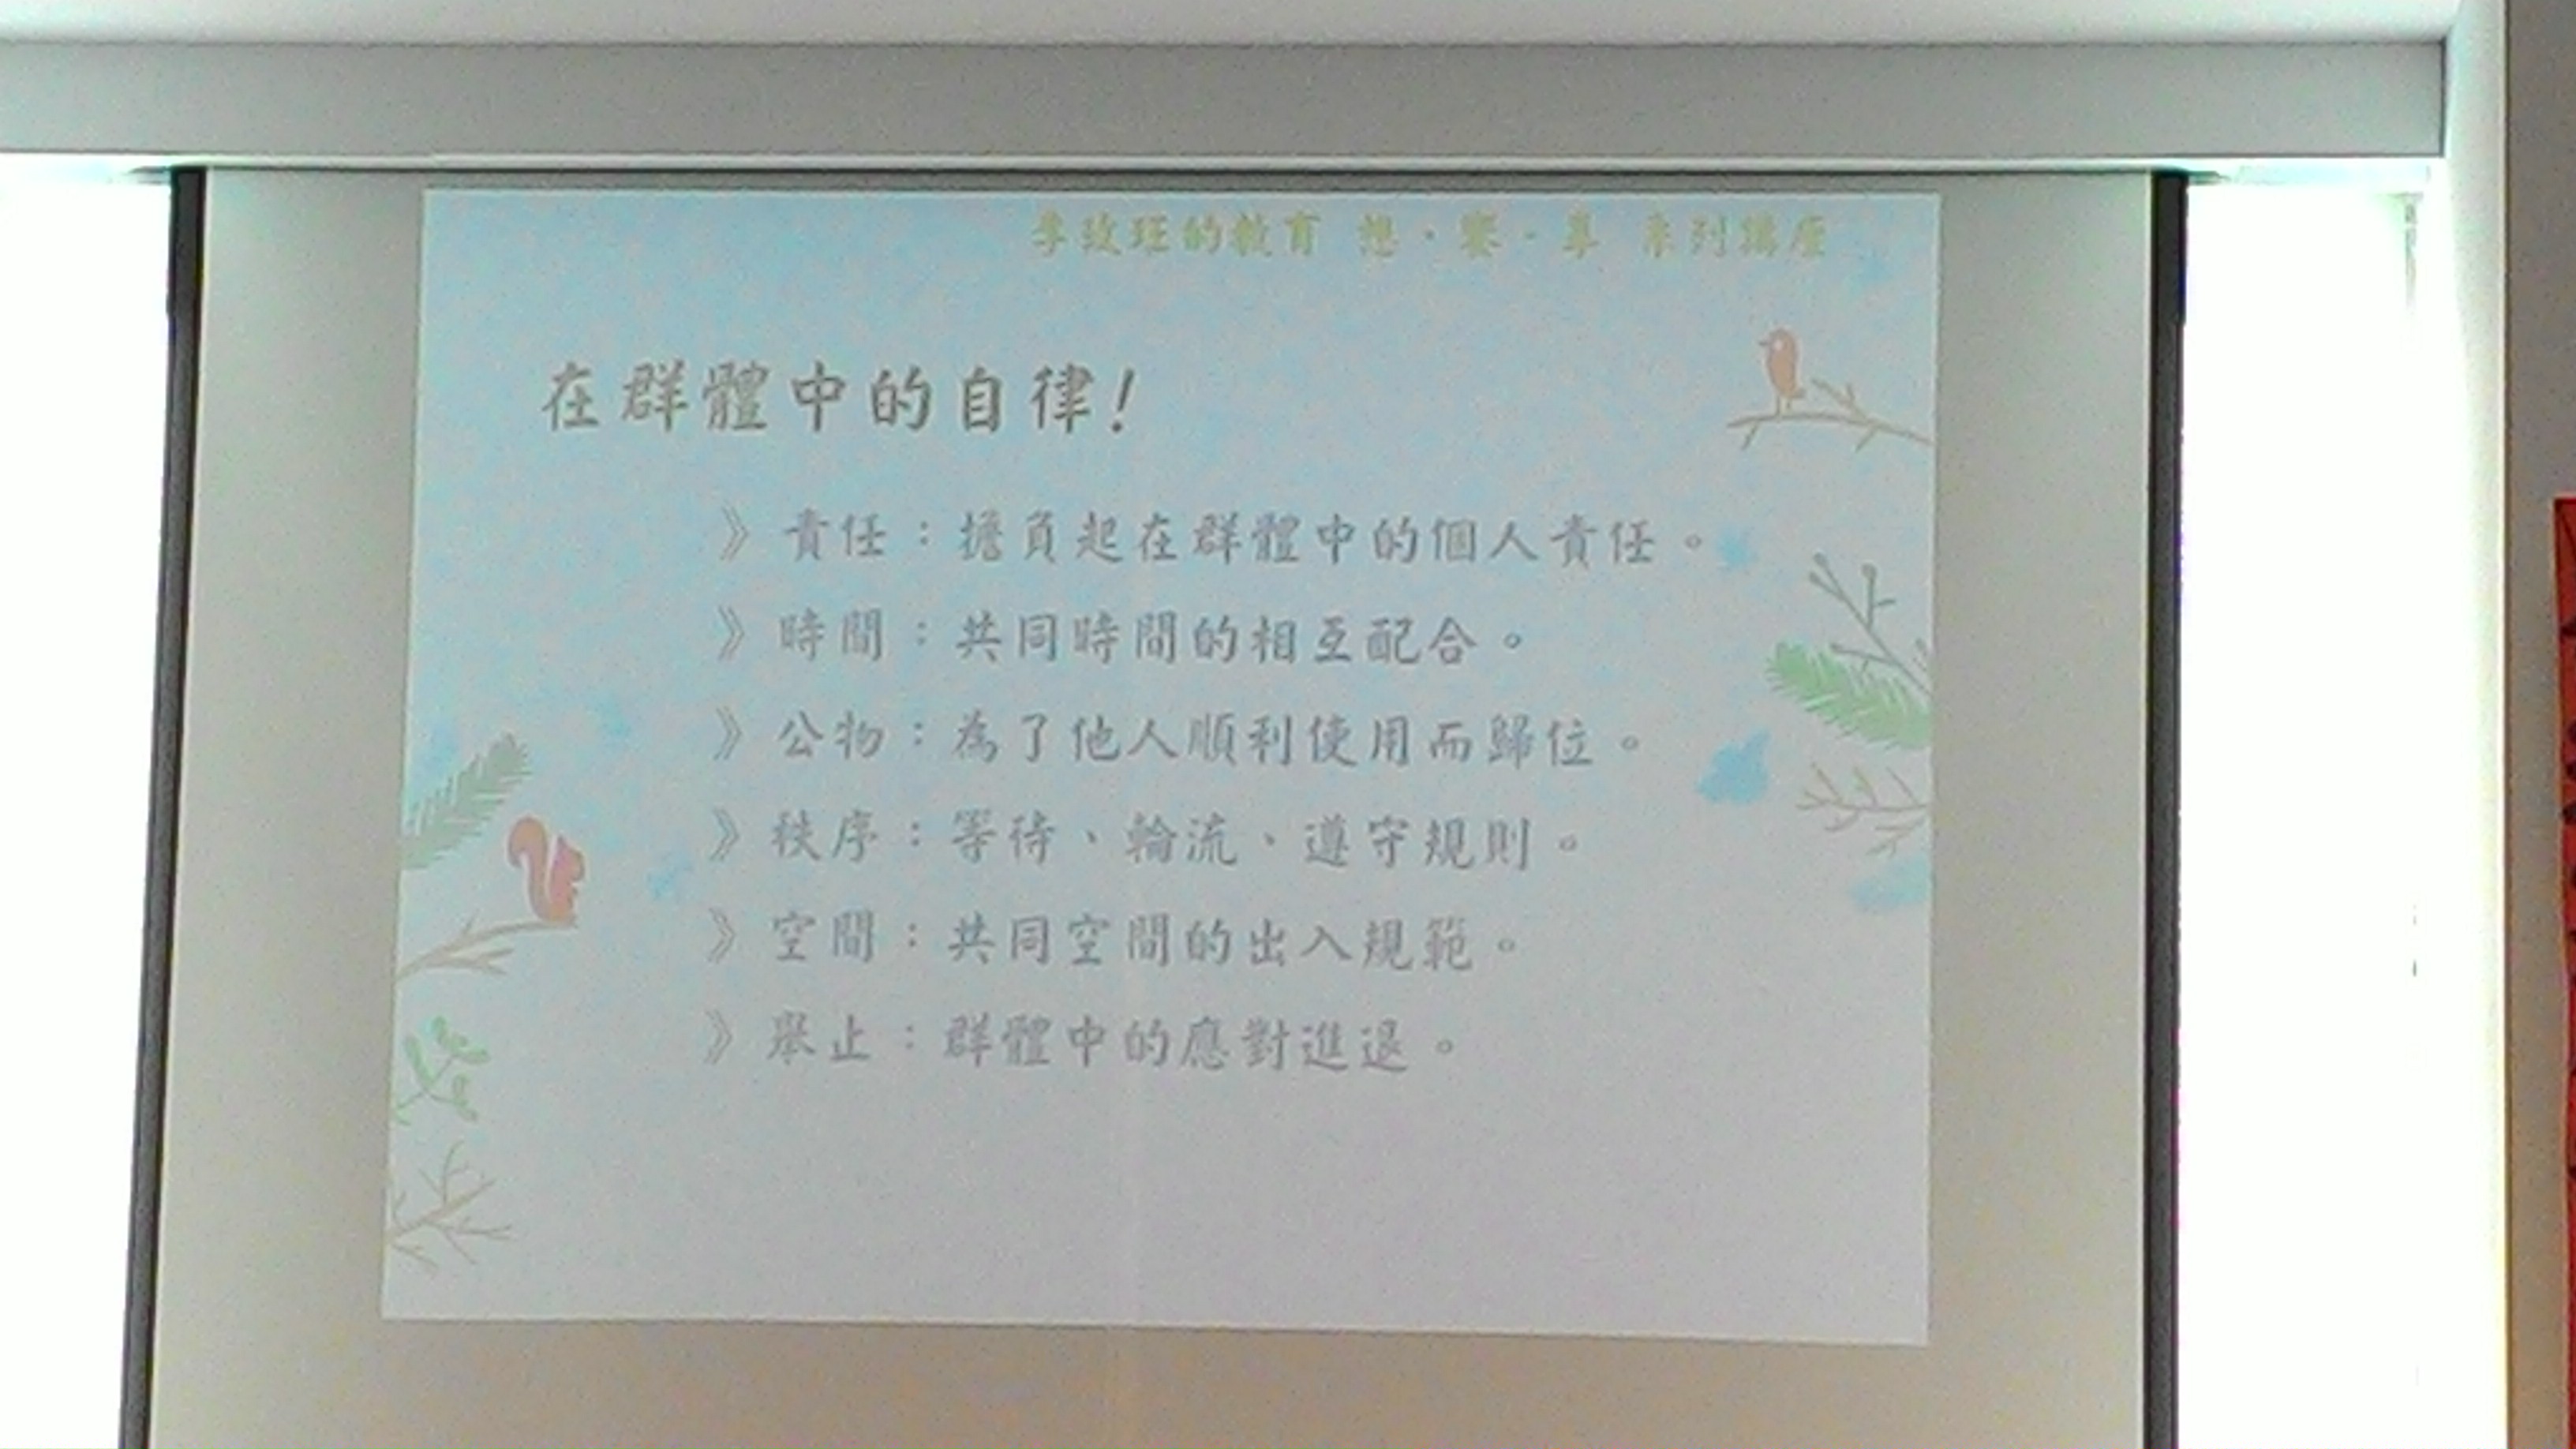 的教育 想・響・享 系列講座
在群體中的自律！
》責任：擔負起在群體中的個人責任。
》時間：共同時間的相互配合。
》公物：為了他人順利使用而歸位。
》秩序：等待、輪流、遵守規則。
》空間：共同空間的出入規範。
》舉止：群體中的應對進退。